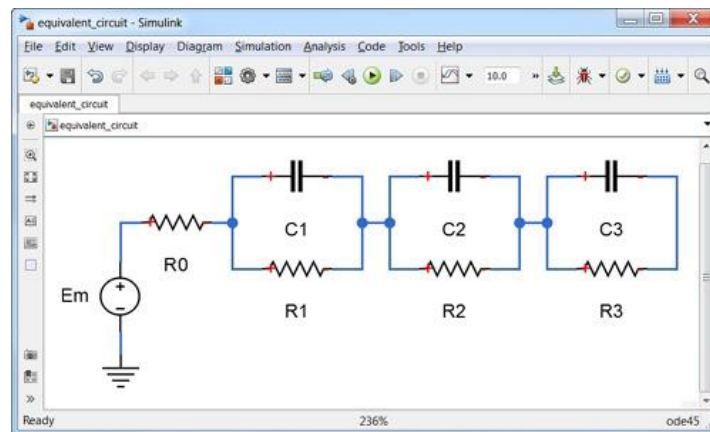 equivalent_circuit - Simulink
File Edit View Display Diagram Simulation Analysis Code Tools Help
10.0 »
equivalent_circuit
equivalent_circuit
C1 C2 C3
R0
Em
R1 R2 R3
»
Ready 236% ode45